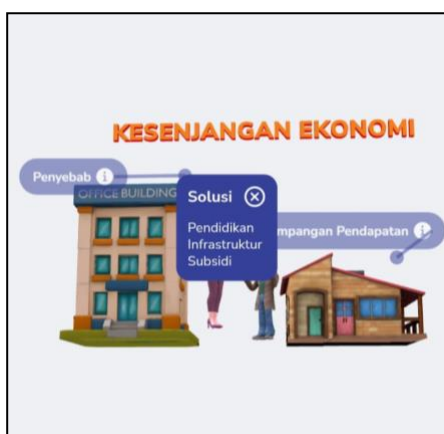 KESENJANGAN EKONOMI
Penyebab
OFFICE BUILDING
Solusi
Pendidikan
Infrastruktur
Subsidi
mpangan Pendapatan